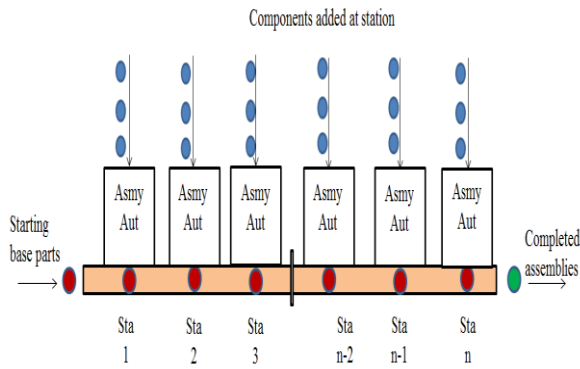 Components added at station
Asmy
Aut
Asmy
Aut
Asmy
Aut
Asmy
Aut
Asmy
Aut
Asmy
Aut
Starting
base parts
Completed
assemblies
Sta
1
Sta
2
Sta
3
Sta
n-2
Sta
n-1
Sta
n